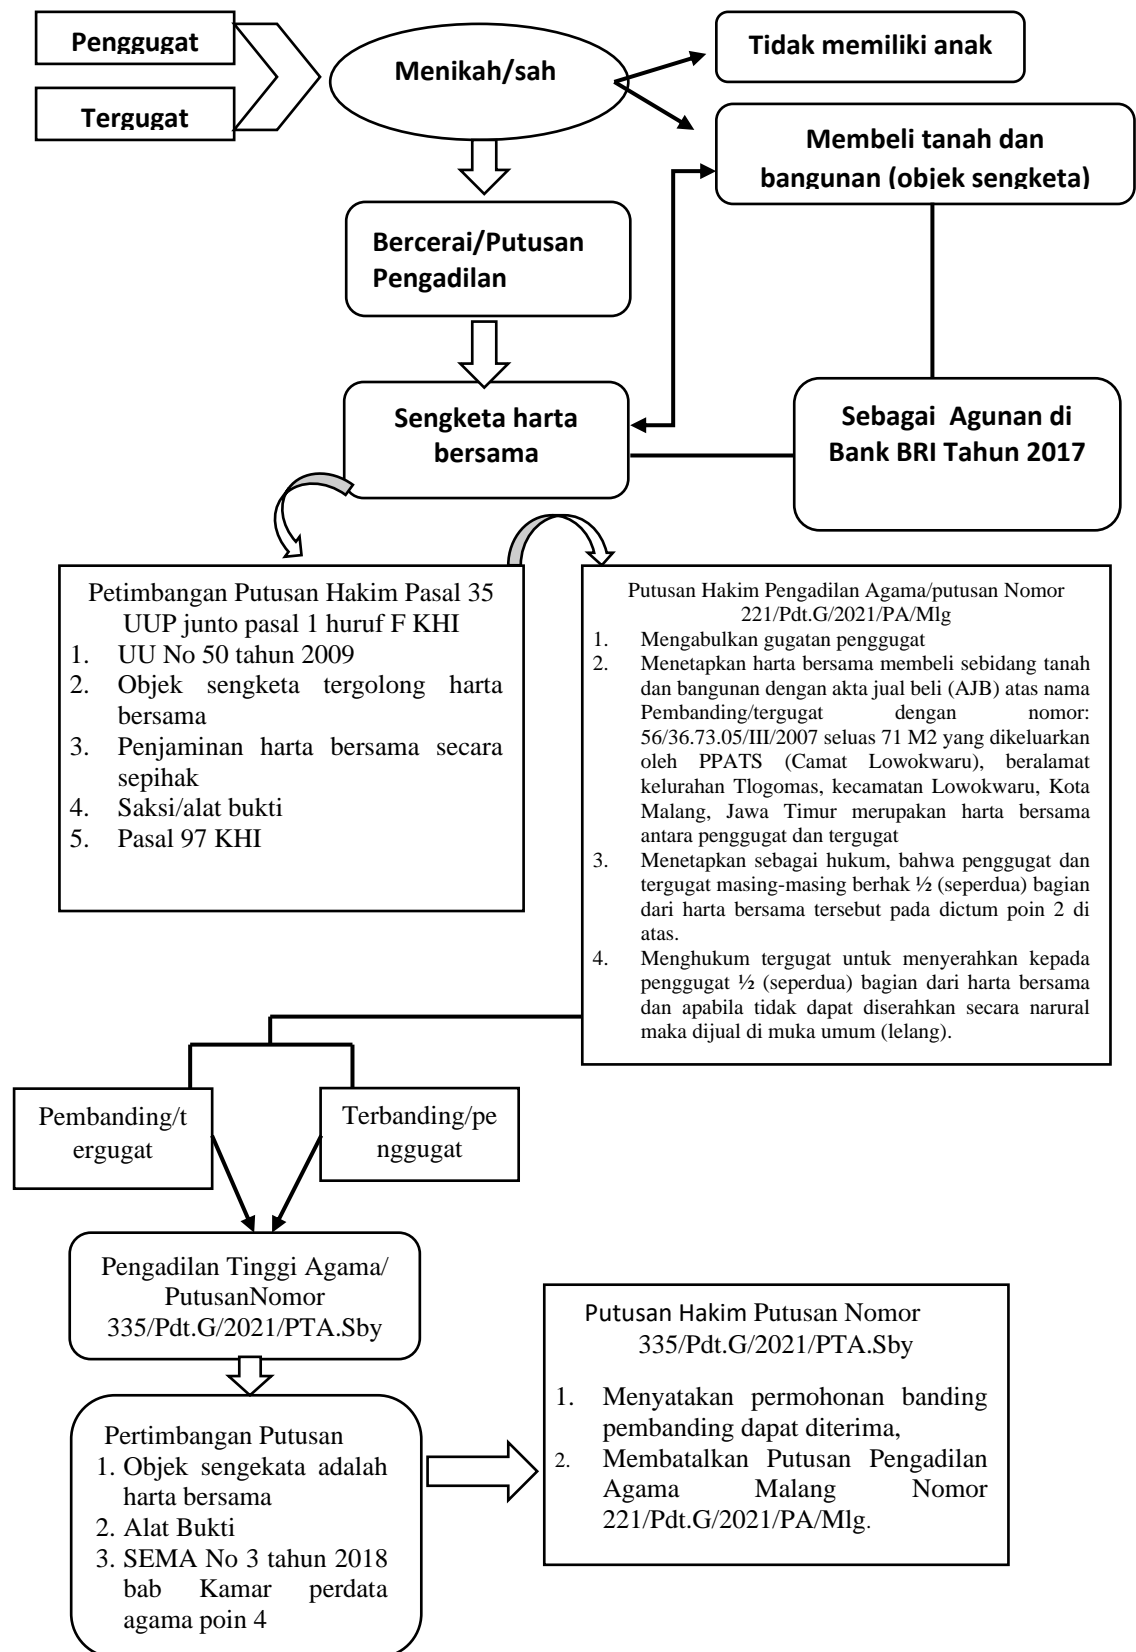 Penggugat
Tergugat
Menikah/sah
Tidak memiliki anak
Membeli tanah dan
bangunan (objek sengketa)
Bercerai/Putusan
Pengadilan
Sengketa harta
bersama
Sebagai Agunan di
Bank BRI Tahun 2017
Petimbangan Putusan Hakim Pasal 35
UUP junto pasal 1 huruf F KHI
1. UU No 50 tahun 2009
2. Objek sengketa tergolong harta
bersama
3. Penjaminan harta bersama secara
sepihak
4. Saksi/alat bukti
5. Pasal 97 KHI
Putusan Hakim Pengadilan Agama/putusan Nomor
221/Pdt.G/2021/PA/Mlg
1. Mengabulkan gugatan penggugat
2. Menetapkan harta bersama membeli sebidang tanah
dan bangunan dengan akta jual beli (AJB) atas nama
Pembanding/tergugat dengan nomor:
56/36.73.05/III/2007 seluas 71 M2 yang dikeluarkan
oleh PPATS (Camat Lowokwaru), beralamat
kelurahan Tlogomas, kecamatan Lowokwaru, Kota
Malang, Jawa Timur merupakan harta bersama
antara penggugat dan tergugat
3. Menetapkan sebagai hukum, bahwa penggugat dan
tergugat masing-masing berhak ½ (seperdua) bagian
dari harta bersama tersebut pada dictum poin 2 di
atas.
4. Menghukum tergugat untuk menyerahkan kepada
penggugat ½ (seperdua) bagian dari harta bersama
dan apabila tidak dapat diserahkan secara narural
maka dijual di muka umum (lelang).
Pembanding/t
ergugat
Terbanding/pe
nggugat
Pengadilan Tinggi Agama/
PutusanNomor
335/Pdt.G/2021/PTA.Sby
Pertimbangan Putusan
1. Objek sengekata adalah
harta bersama
2. Alat Bukti
3. SEMA No 3 tahun 2018
bab Kamar perdata
agama poin 4
Putusan Hakim Putusan Nomor
335/Pdt.G/2021/PTA.Sby
1. Menyatakan permohonan banding
pembanding dapat diterima,
2. Membatalkan Putusan Pengadilan
Agama Malang Nomor
221/Pdt.G/2021/PA/Mlg.